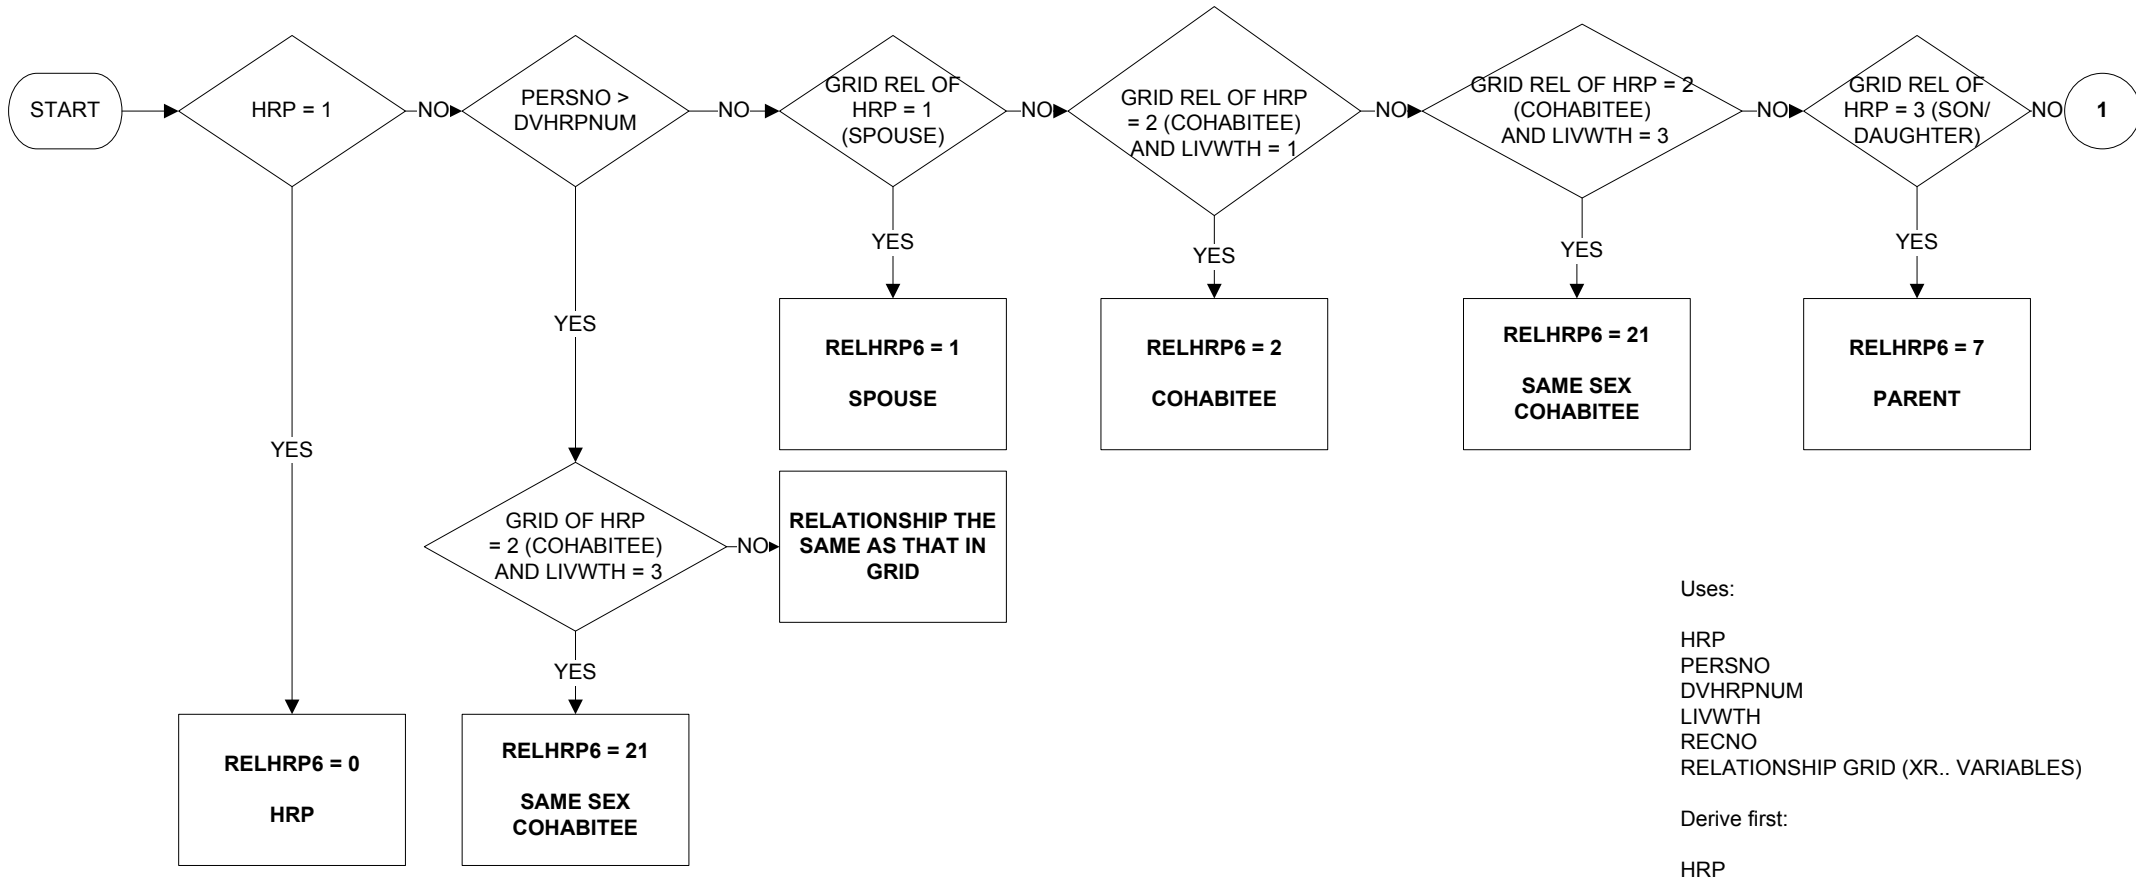 START
HRP = 1
NO
PERSNO >
DVHRPNUM
NO
GRID REL OF
HRP = 1
(SPOUSE)
NO
GRID REL OF HRP
= 2 (COHABITEE)
AND LIVWTH = 1
NO
GRID REL OF HRP = 2
(COHABITEE)
AND LIVWTH = 3
NO
GRID REL OF
HRP = 3 (SON/
DAUGHTER)
NO
1
YES
YES
YES
YES
YES
YES
RELHRP6 = 1
SPOUSE
RELHRP6 = 2
COHABITEE
RELHRP6 = 21
SAME SEX
COHABITEE
RELHRP6 = 7
PARENT
GRID OF HRP
= 2 (COHABITEE)
AND LIVWTH = 3
NO
RELATIONSHIP THE
SAME AS THAT IN
GRID
YES
RELHRP6 = 0
HRP
RELHRP6 = 21
SAME SEX
COHABITEE
Uses:
HRP
PERSNO
DVHRPNUM
LIVWTH
RECNO
RELATIONSHIP GRID (XR.. VARIABLES)
Derive first:
HRP